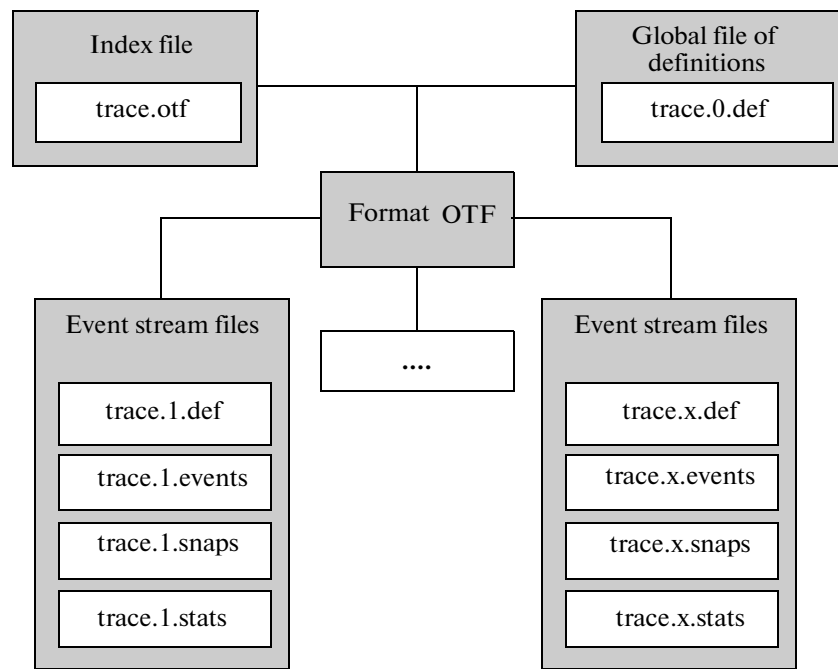 Index file
trace.otf
Global file of
definitions
trace.0.def
Format OTF
Event stream files
trace.1.def
trace.1.events
trace.1.snaps
trace.1.stats
....
Event stream files
trace.x.def
trace.x.events
trace.x.snaps
trace.x.stats